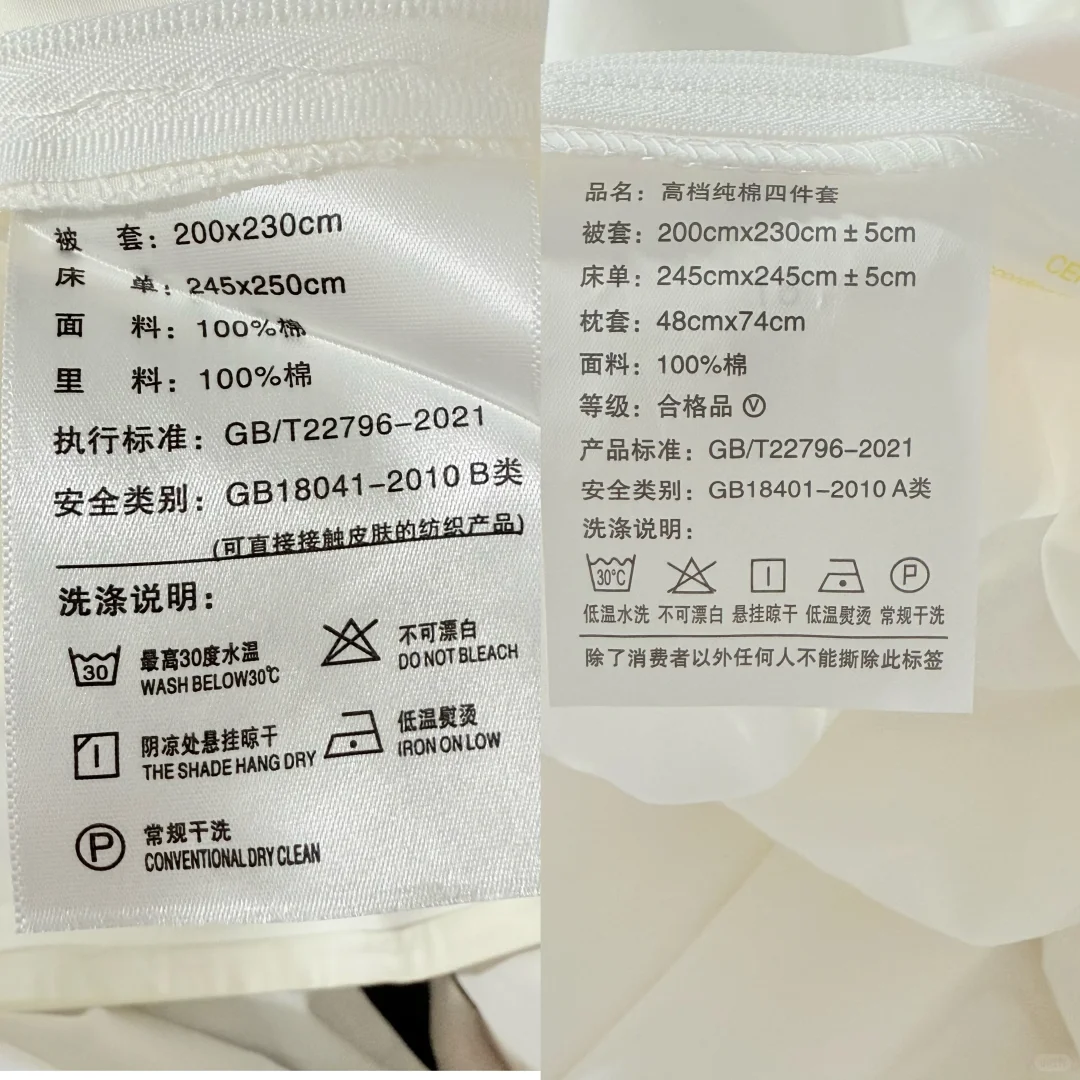 被 套：200x230cm
床 单：245x250cm
面 料：100%棉
里 料：100%棉
执行标准：GB/T22796-2021
安全类别：GB18041-2010 B类
(可直接接触皮肤的纺织产品)
洗涤说明：
30
最高30度水温
WASH BELOW30℃
不可漂白
DO NOT BLEACH
阴凉处悬挂晾干
THE SHADE HANG DRY
低温熨烫
IRON ON LOW
P
常规干洗
CONVENTIONAL DRY CLEAN
品名：高档纯棉四件套
被套：200cmx230cm±5cm
床单：245cmx245cm±5cm
枕套：48cmx74cm
面料：100%棉
等级：合格品 Ⓥ
产品标准：GB/T22796-2021
安全类别：GB18401-2010 A类
洗涤说明：
30°C
P
低温水洗 不可漂白 悬挂晾干 低温熨烫 常规干洗
除了消费者以外任何人不能撕除此标签